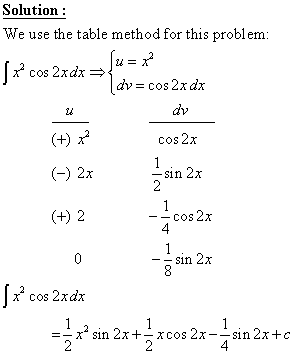 Solution :
We use the table method for this problem:
∫ x² cos 2x dx ⇒ { u = x²
dv = cos 2x dx
u dv
(+) x² cos 2x
(−) 2x 1/2 sin 2x
(+) 2 −1/4 cos 2x
0 −1/8 sin 2x
∫ x² cos 2x dx
= 1/2 x² sin 2x + 1/2 x cos 2x − 1/4 sin 2x + c